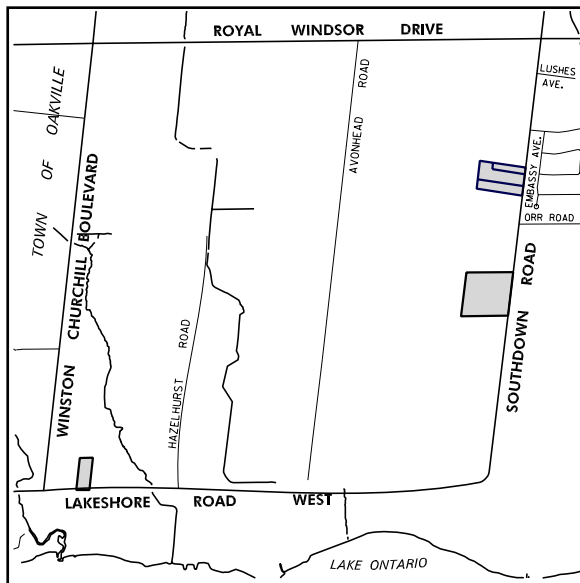 ROYAL WINDSOR DRIVE
LUSHES
AVE.
TOWN OF OAKVILLE
AVONHEAD ROAD
EMBASSY AVE.
ORR ROAD
WINSTON CHURCHILL BOULEVARD
HAZELHURST ROAD
SOUTHDOWN ROAD
LAKESHORE ROAD WEST
LAKE ONTARIO